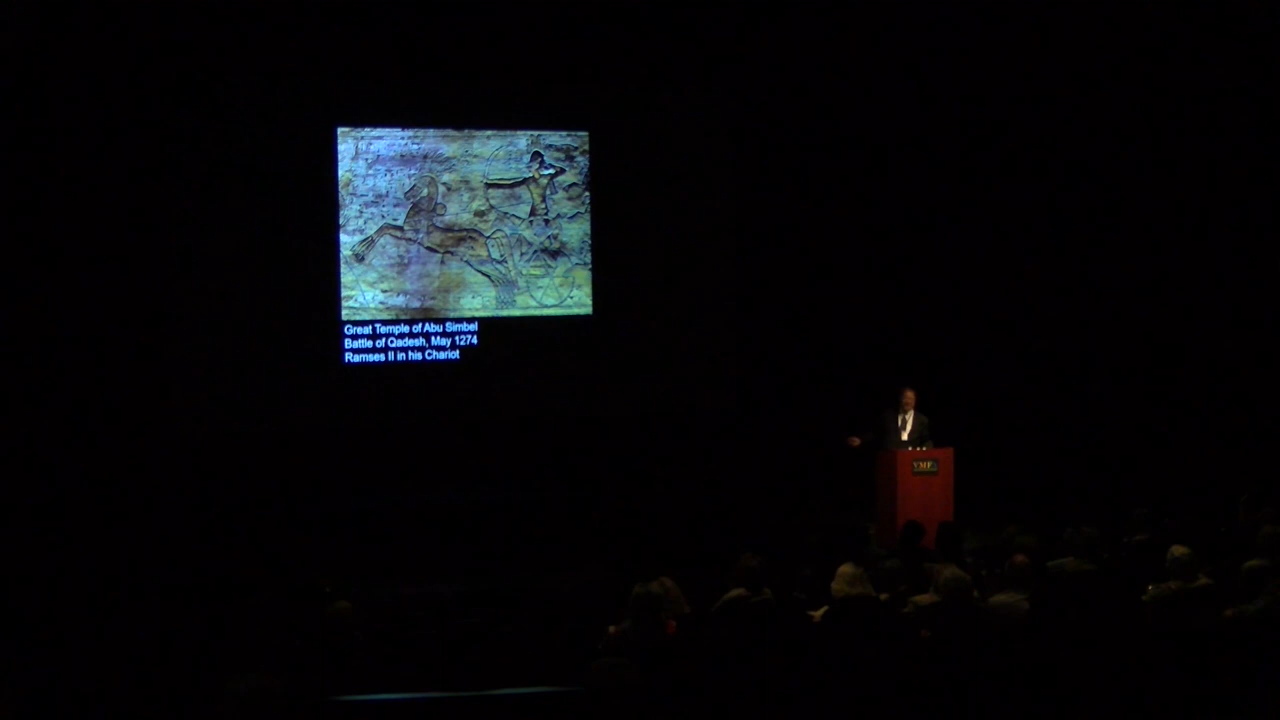 Great Temple of Abu Simbel
Battle of Qadesh, May 1274
Ramses II in his Chariot
VMFA